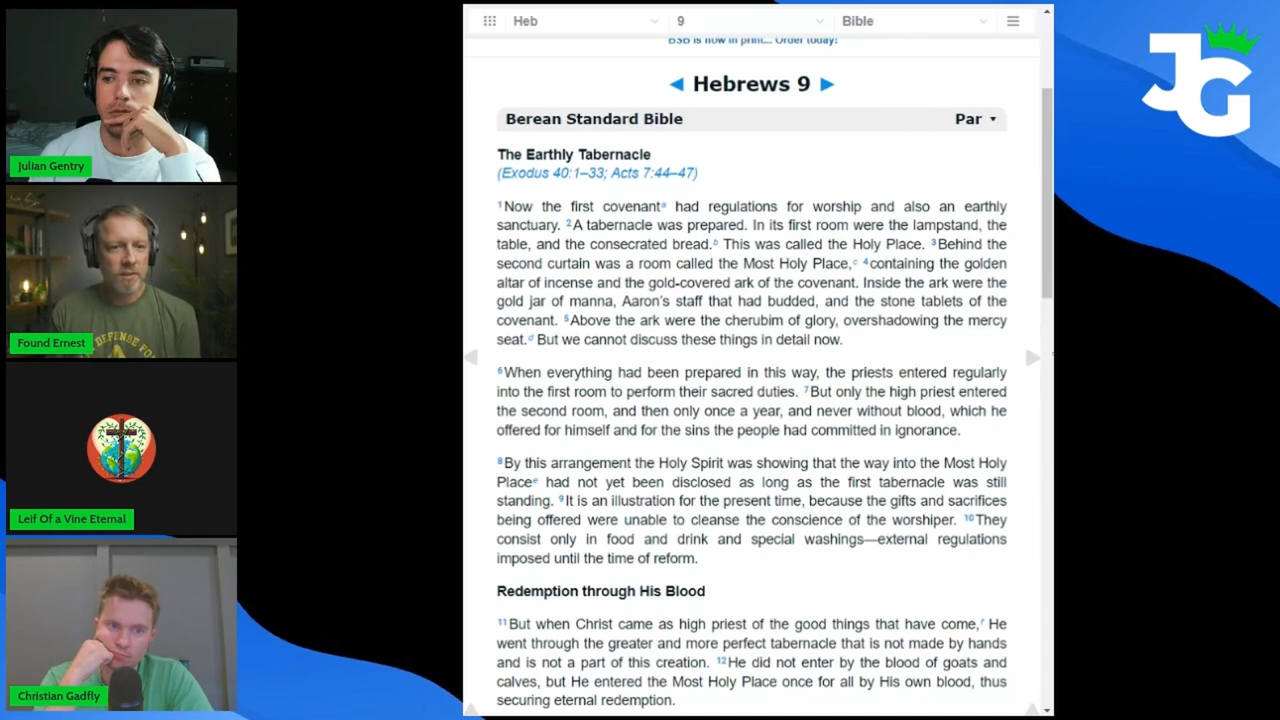 Julian Gentry
Found Ernest
DEFENSE FO
Leif Of a Vine Eternal
Christian Gadfly
Heb
9
Bible
BSB is now in print... Order today!
◄ Hebrews 9 ►
Berean Standard Bible
Par ▾
The Earthly Tabernacle
(Exodus 40:1–33; Acts 7:44–47)
1Now the first covenanta had regulations for worship and also an earthly
sanctuary. 2A tabernacle was prepared. In its first room were the lampstand, the
table, and the consecrated bread.b This was called the Holy Place. 3Behind the
second curtain was a room called the Most Holy Place,c 4containing the golden
altar of incense and the gold-covered ark of the covenant. Inside the ark were the
gold jar of manna, Aaron’s staff that had budded, and the stone tablets of the
covenant. 5Above the ark were the cherubim of glory, overshadowing the mercy
seat.d But we cannot discuss these things in detail now.
6When everything had been prepared in this way, the priests entered regularly
into the first room to perform their sacred duties. 7But only the high priest entered
the second room, and then only once a year, and never without blood, which he
offered for himself and for the sins the people had committed in ignorance.
8By this arrangement the Holy Spirit was showing that the way into the Most Holy
Placee had not yet been disclosed as long as the first tabernacle was still
standing. 9It is an illustration for the present time, because the gifts and sacrifices
being offered were unable to cleanse the conscience of the worshiper. 10They
consist only in food and drink and special washings—external regulations
imposed until the time of reform.
Redemption through His Blood
11But when Christ came as high priest of the good things that have come,f He
went through the greater and more perfect tabernacle that is not made by hands
and is not a part of this creation. 12He did not enter by the blood of goats and
calves, but He entered the Most Holy Place once for all by His own blood, thus
securing eternal redemption.
JG